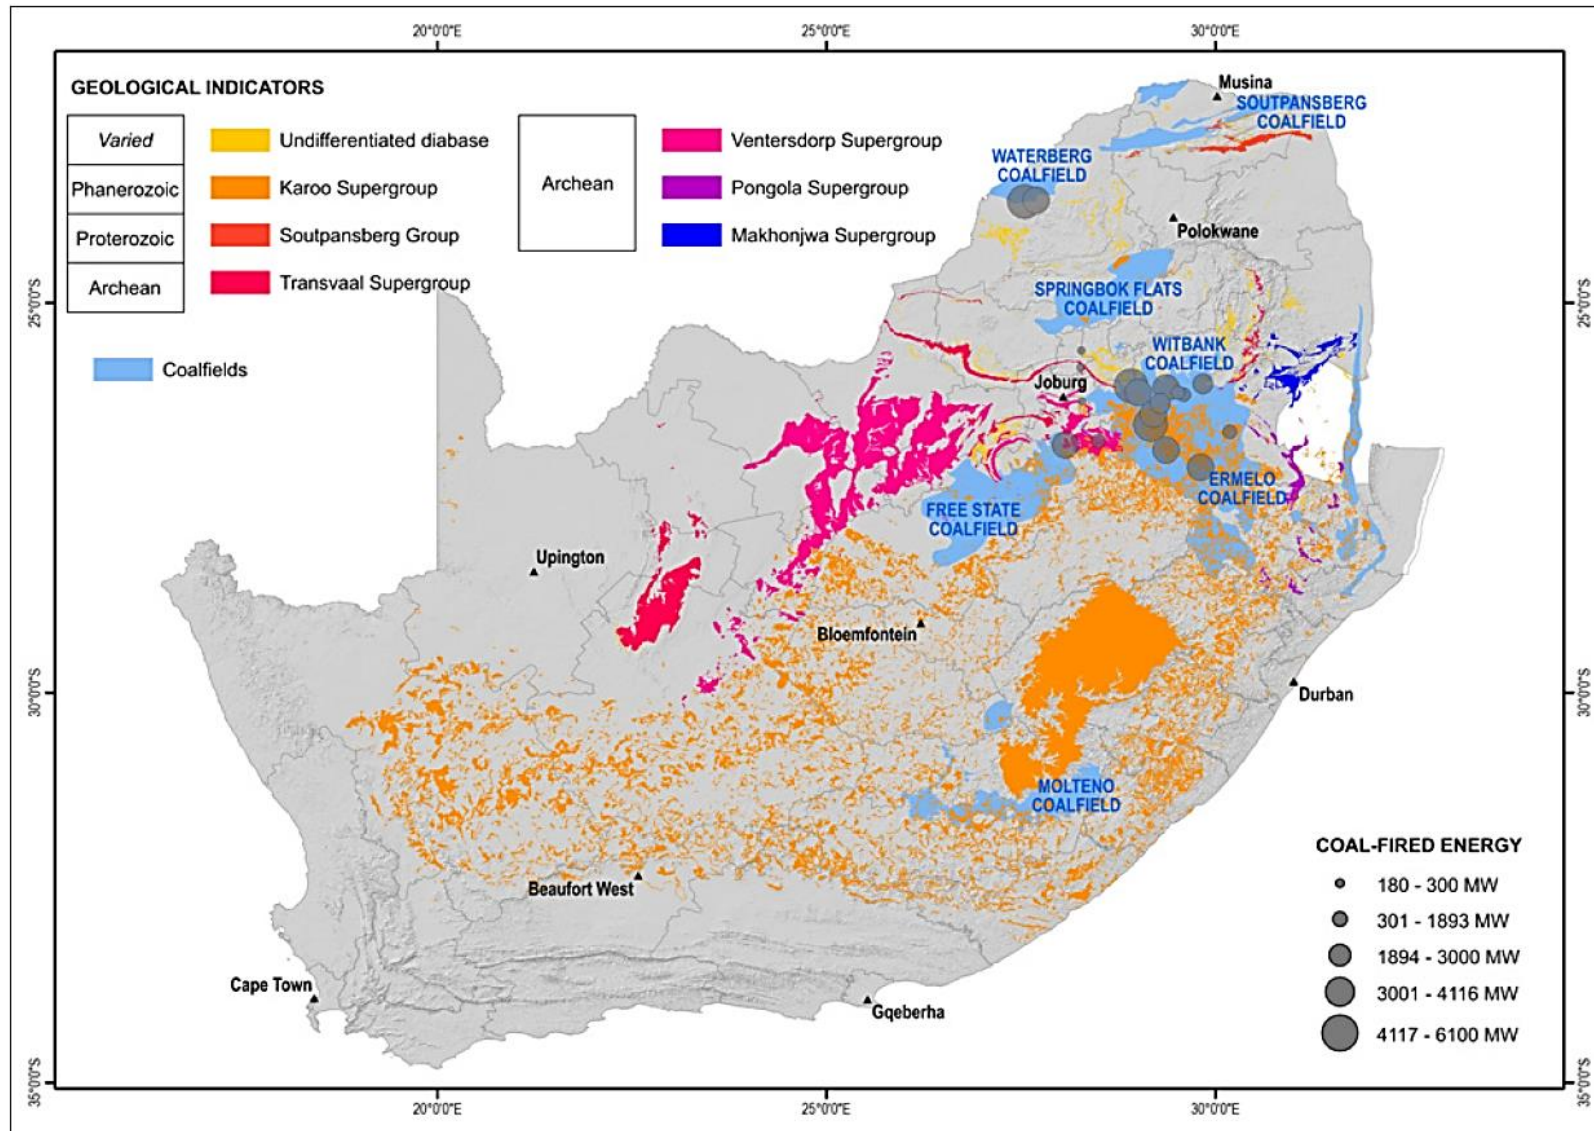 20°0'0"E 25°0'0"E 30°0'0"E
GEOLOGICAL INDICATORS
Varied
Phanerozoic
Proterozoic
Archean
Undifferentiated diabase
Karoo Supergroup
Soutpansberg Group
Transvaal Supergroup
Archean
Ventersdorp Supergroup
Pongola Supergroup
Makhonjwa Supergroup
Coalfields
Musina
SOUTPANSBERG
COALFIELD
WATERBERG
COALFIELD
Polokwane
SPRINGBOK FLATS
COALFIELD
WITBANK
COALFIELD
Joburg
ERMELO
COALFIELD
FREE STATE
COALFIELD
Upington
Bloemfontein
Durban
MOLTENO
COALFIELD
Beaufort West
Cape Town
Gqeberha
COAL-FIRED ENERGY
180 - 300 MW
301 - 1893 MW
1894 - 3000 MW
3001 - 4116 MW
4117 - 6100 MW
25°0'0"S
30°0'0"S
35°0'0"S
25°0'0"S
30°0'0"S
35°0'0"S
20°0'0"E 25°0'0"E 30°0'0"E